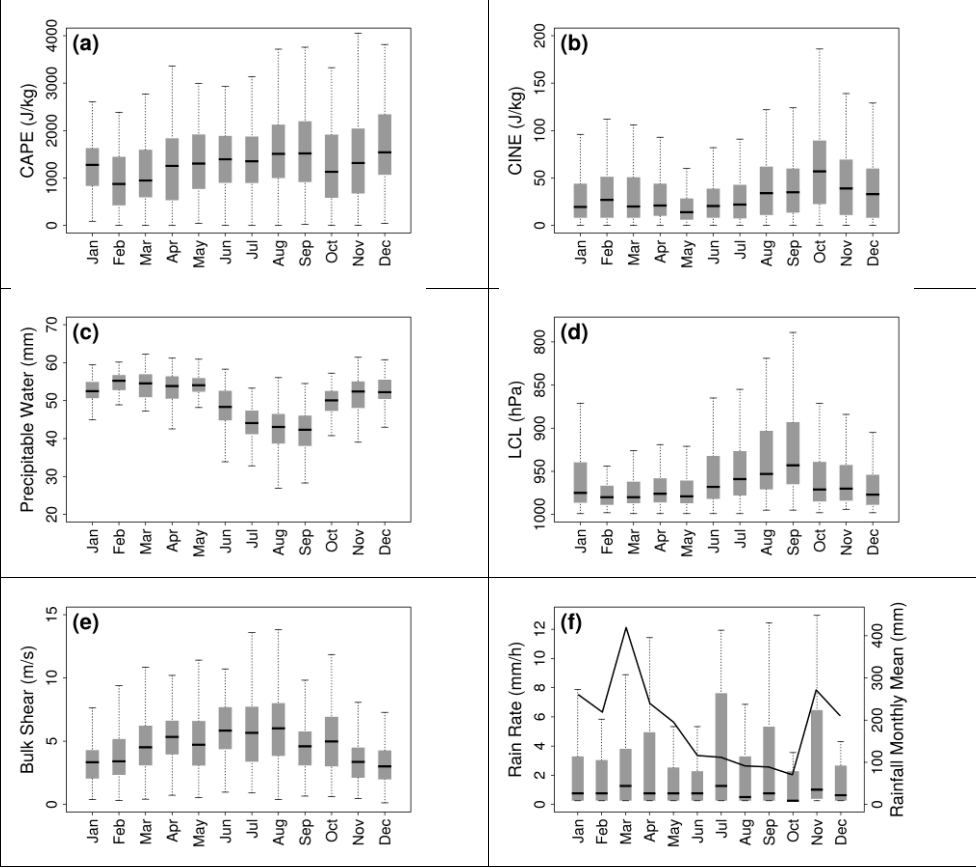 (a)
CAPE (J/kg)
4000
3000
2000
1000
0
Jan Feb Mar Apr May Jun Jul Aug Sep Oct Nov Dec
(b)
CINE (J/kg)
200
150
100
50
0
Jan Feb Mar Apr May Jun Jul Aug Sep Oct Nov Dec
(c)
Precipitable Water (mm)
70
60
50
40
30
20
Jan Feb Mar Apr May Jun Jul Aug Sep Oct Nov Dec
(d)
LCL (hPa)
800
850
900
950
1000
Jan Feb Mar Apr May Jun Jul Aug Sep Oct Nov Dec
(e)
Bulk Shear (m/s)
15
10
5
0
Jan Feb Mar Apr May Jun Jul Aug Sep Oct Nov Dec
(f)
Rain Rate (mm/h)
12
10
8
6
4
2
0
Rainfall Monthly Mean (mm)
400
300
200
100
0
Jan Feb Mar Apr May Jun Jul Aug Sep Oct Nov Dec